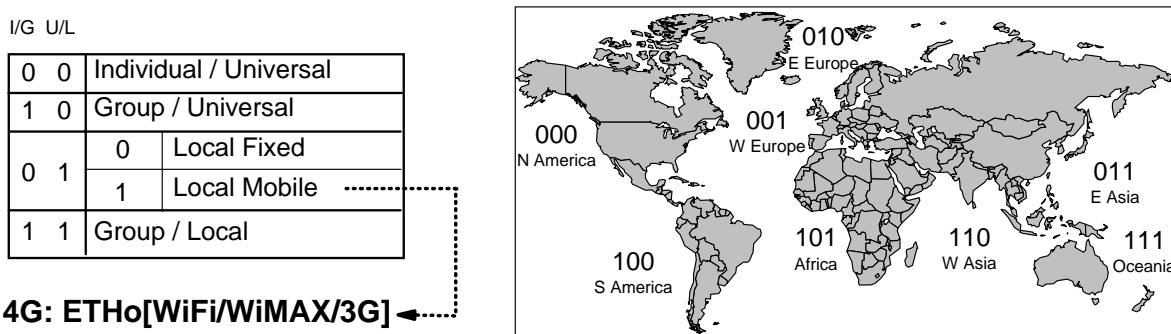 I/G U/L
0 0 Individual / Universal
1 0 Group / Universal
0 1
0 Local Fixed
1 Local Mobile
1 1 Group / Local
4G: ETHo[WiFi/WiMAX/3G]
010
E Europe
000
N America
001
W Europe
011
E Asia
100
S America
101
Africa
110
W Asia
111
Oceania